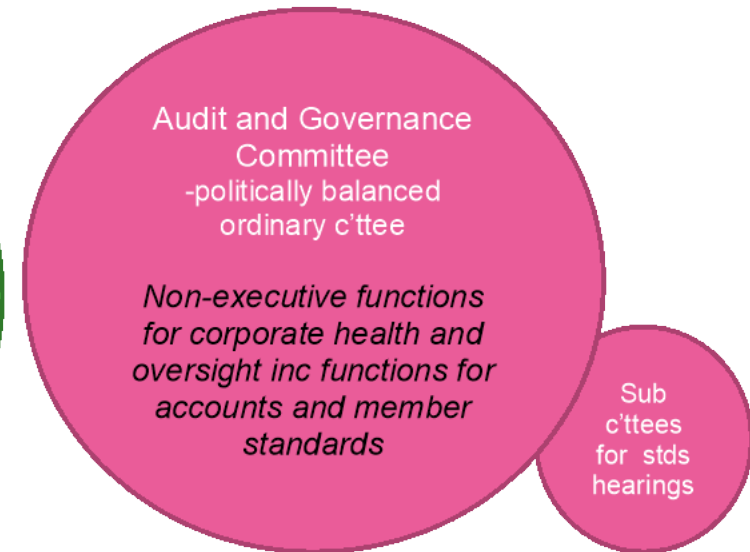 Audit and Governance
Committee
-politically balanced
ordinary c'ttee
Non-executive functions
for corporate health and
oversight inc functions for
accounts and member
standards
Sub
c'ttees
for stds
hearings